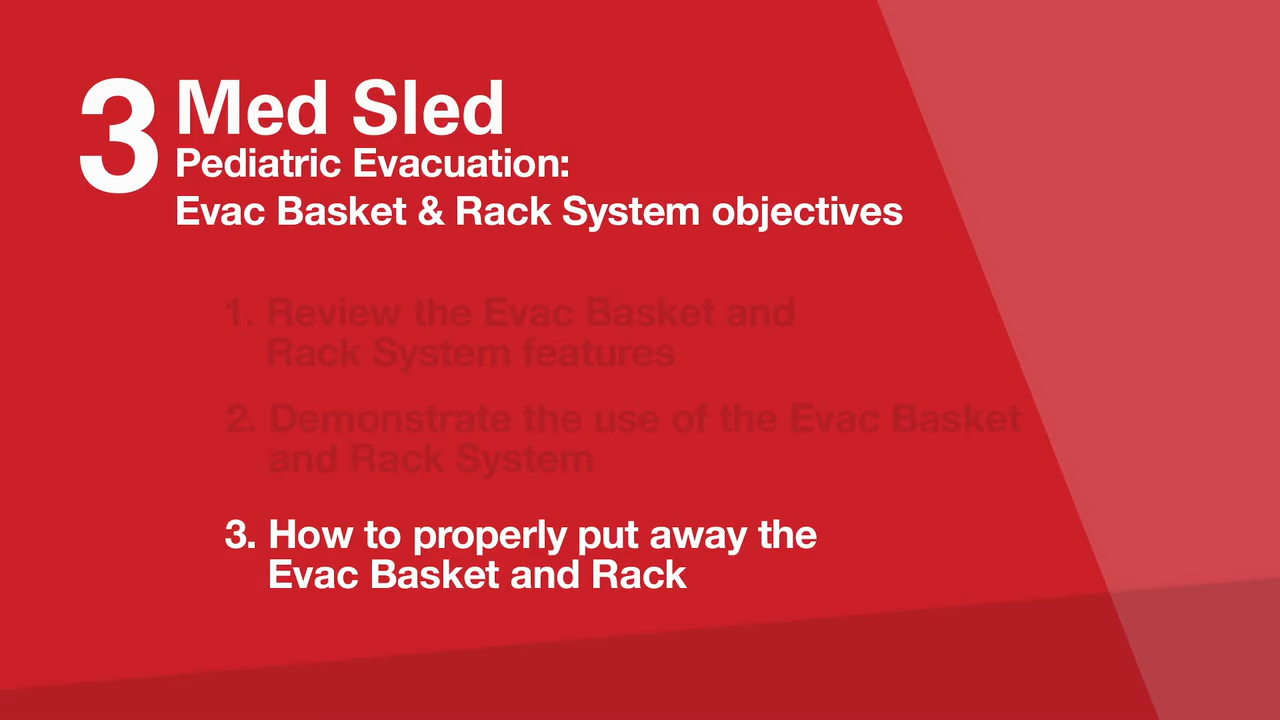 3 Med Sled
Pediatric Evacuation:
Evac Basket & Rack System objectives
1. Review the Evac Basket and
Rack System features
2. Demonstrate the use of the Evac Basket
and Rack System
3. How to properly put away the
Evac Basket and Rack